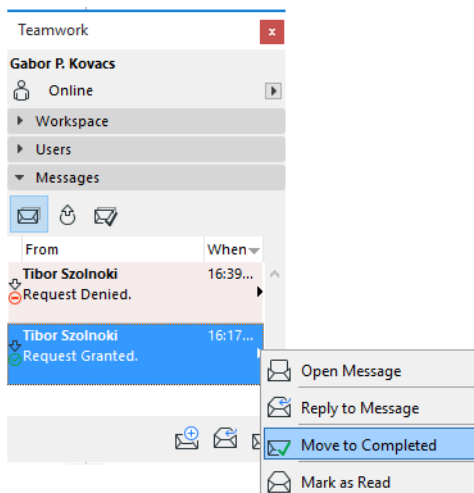 Teamwork
Gabor P. Kovacs
Online
Workspace
Users
Messages
From When
Tibor Szolnoki 16:39...
Request Denied.
Tibor Szolnoki 16:17...
Request Granted.
Open Message
Reply to Message
Move to Completed
Mark as Read